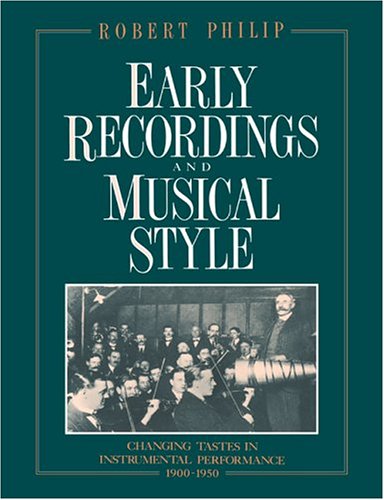 ROBERT PHILIP
EARLY
RECORDINGS
AND
MUSICAL
STYLE
CHANGING TASTES IN
INSTRUMENTAL PERFORMANCE
1900-1950